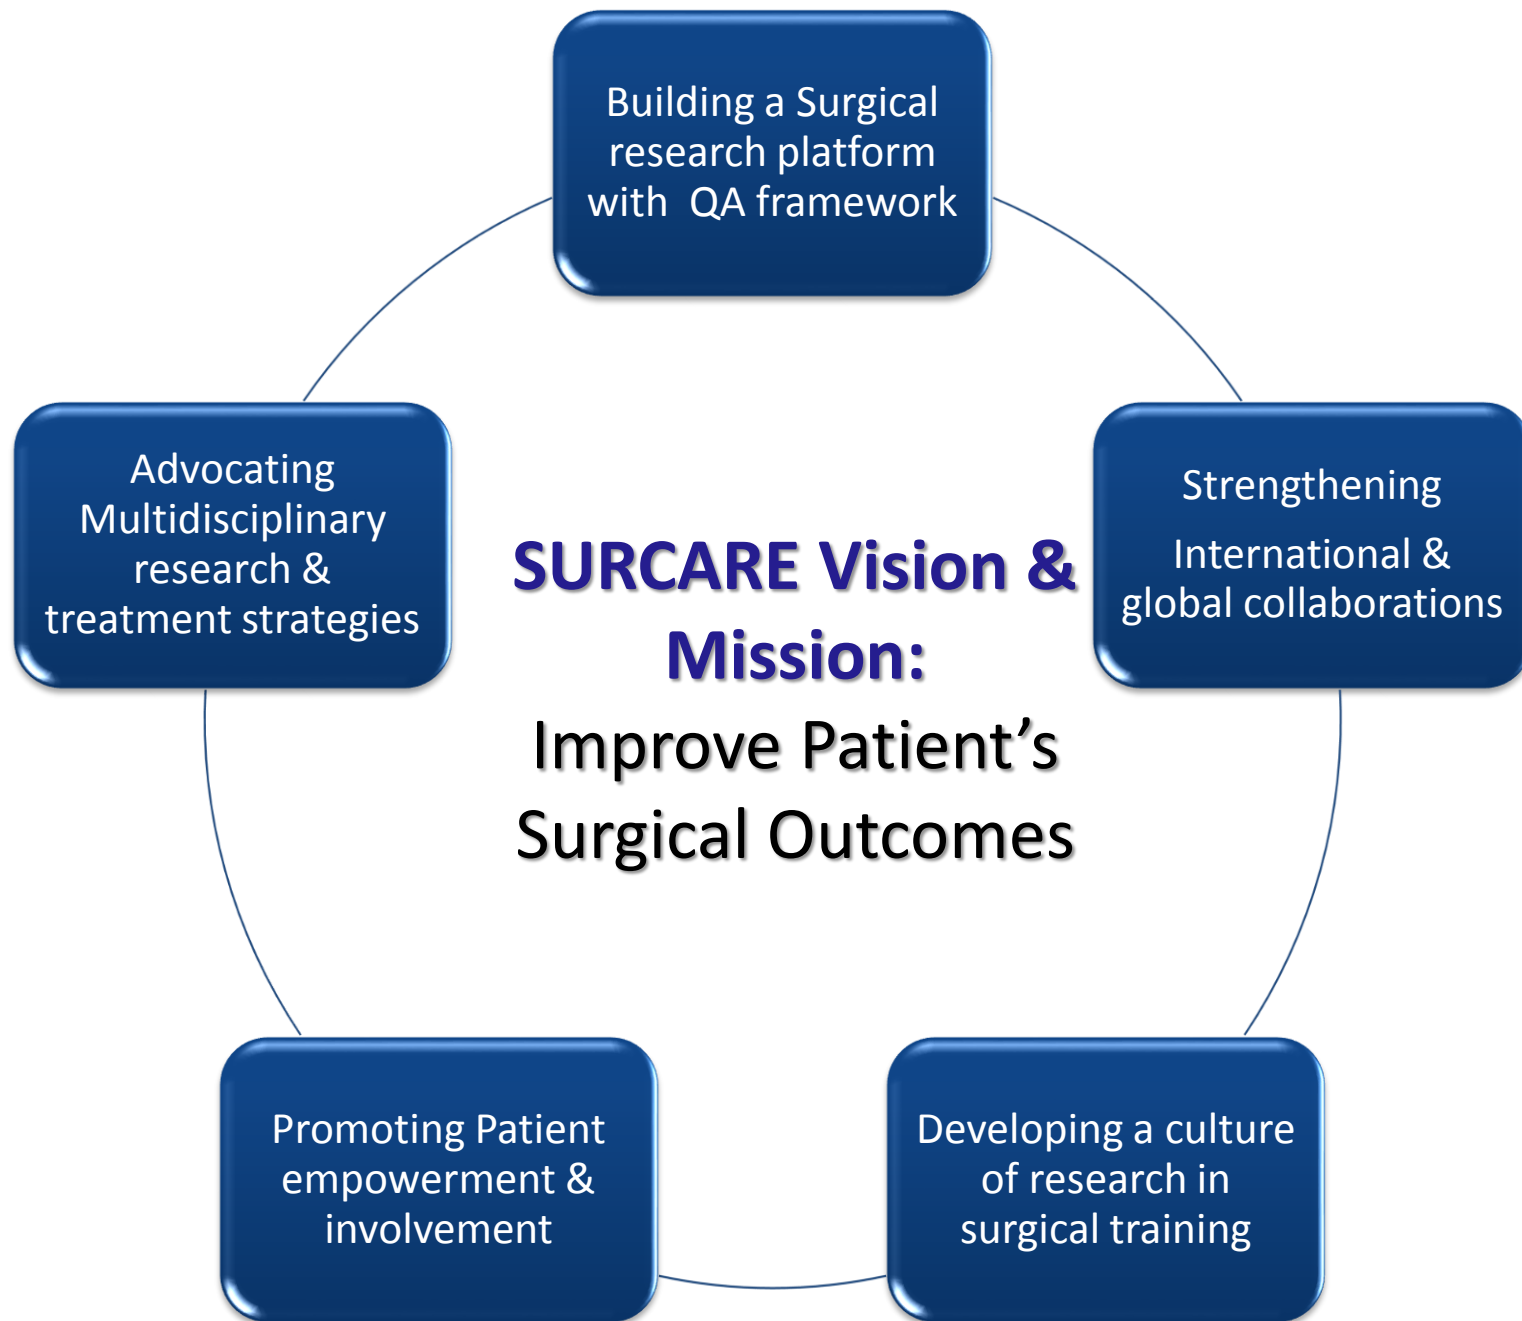 Building a Surgical
research platform
with QA framework
Advocating
Multidisciplinary
research &
treatment strategies
Strengthening
International &
global collaborations
SURCARE Vision &
Mission:
Improve Patient’s
Surgical Outcomes
Promoting Patient
empowerment &
involvement
Developing a culture
of research in
surgical training